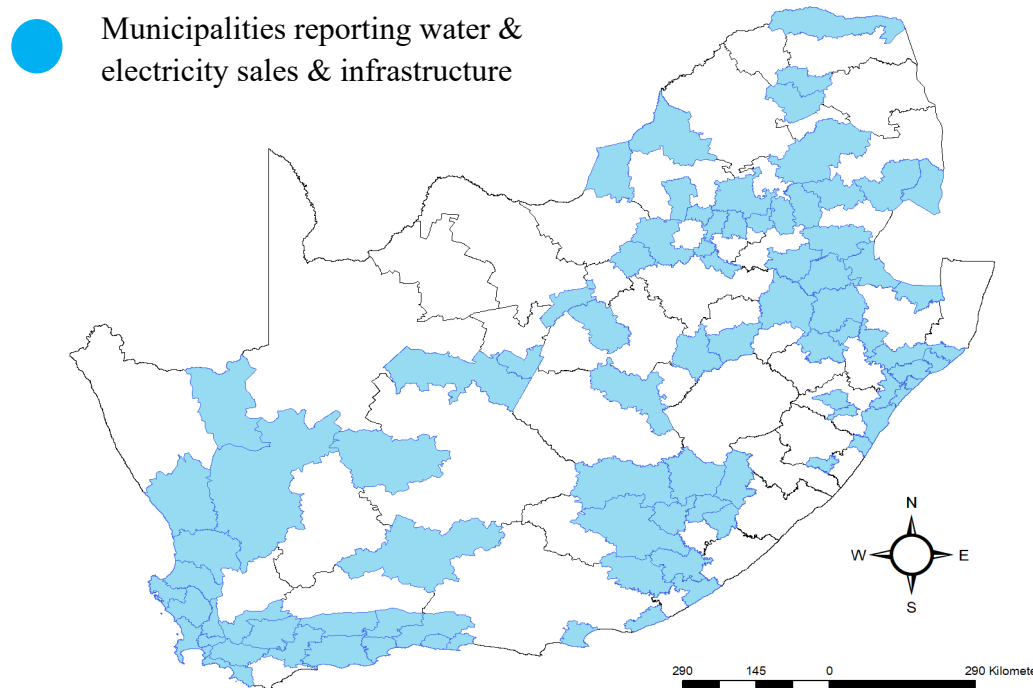 Municipalities reporting water &
electricity sales & infrastructure
N
W E
S
290 145 0 290 Kilomete